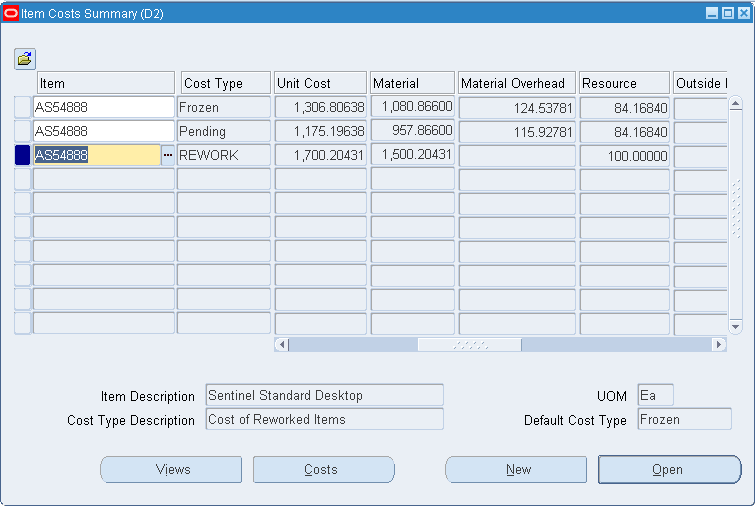 Item Costs Summary (D2)
Item Cost Type Unit Cost Material Material Overhead Resource Outside
AS54888 Frozen 1,306.80638 1,080.86600 124.53781 84.16840
AS54888 Pending 1,175.19638 957.86600 115.92781 84.16840
AS54888 ... REWORK 1,700.20431 1,500.20431 100.00000
Item Description Sentinel Standard Desktop UOM Ea
Cost Type Description Cost of Reworked Items Default Cost Type Frozen
Views Costs New Open